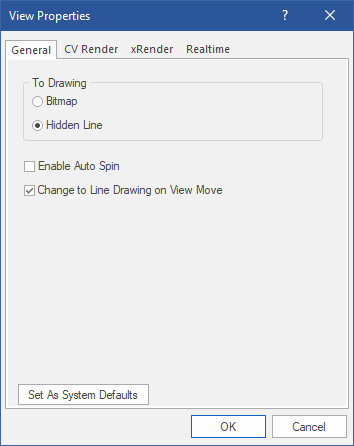 View Properties ?
General CV Render xRender Realtime
To Drawing
Bitmap
Hidden Line
Enable Auto Spin
Change to Line Drawing on View Move
Set As System Defaults
OK Cancel